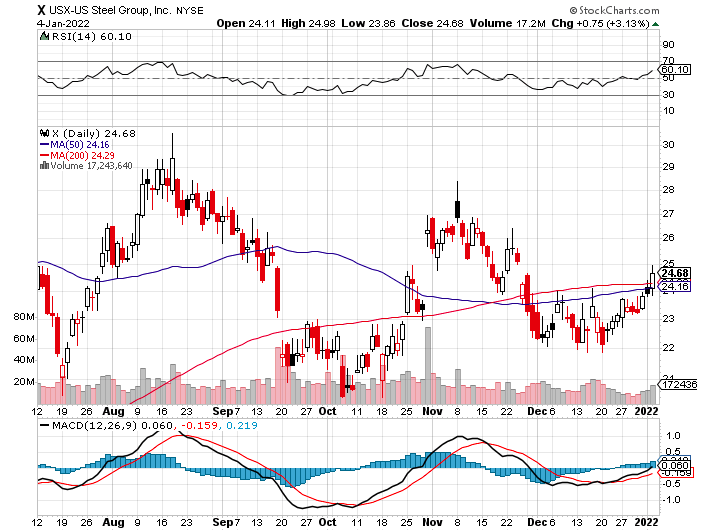 X USX-US Steel Group, Inc. NYSE © StockCharts.com
4-Jan-2022 Open 24.11 High 24.98 Low 23.86 Close 24.68 Volume 17.2M Chg +0.75 (+3.13%)
RSI(14) 60.10
90
70
60.10
50
30
10
X (Daily) 24.68
MA(50) 24.16
MA(200) 24.29
Volume 17,243,640
30
29
28
27
26
25
24.68
24.16
23
22
21
80M
60M
40M
20M
172436
12 19 26 Aug 9 16 23 Sep 7 13 20 27 Oct 11 18 25 Nov 8 15 22 Dec 6 13 20 27 2022
MACD(12,26,9) 0.060, -0.159, 0.219
1.0
0.5
0.219
0.060
-0.159
-0.5
-1.0
12 19 26 Aug 9 16 23 Sep 7 13 20 27 Oct 11 18 25 Nov 8 15 22 Dec 6 13 20 27 2022